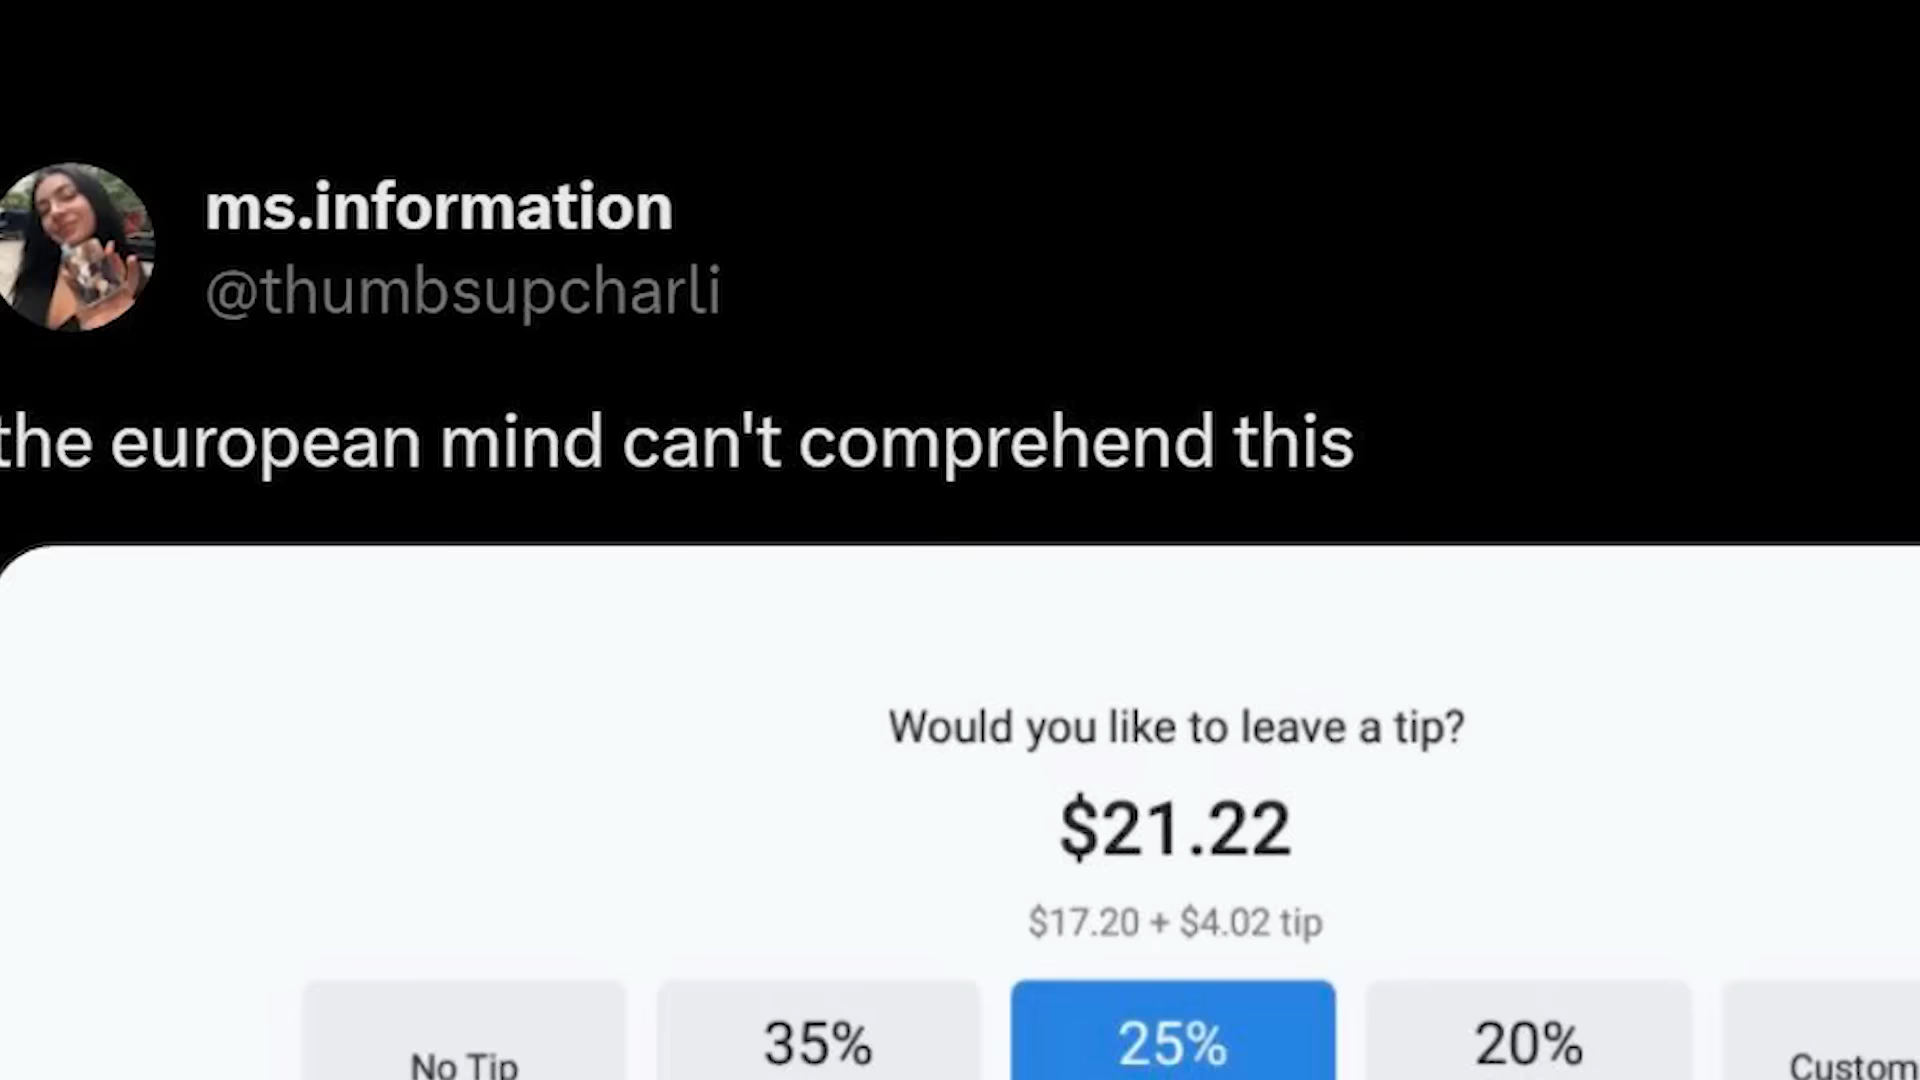 ms.information
@thumbsupcharli
the european mind can't comprehend this
Would you like to leave a tip?
$21.22
$17.20 + $4.02 tip
No Tip 35% 25% 20% Custom